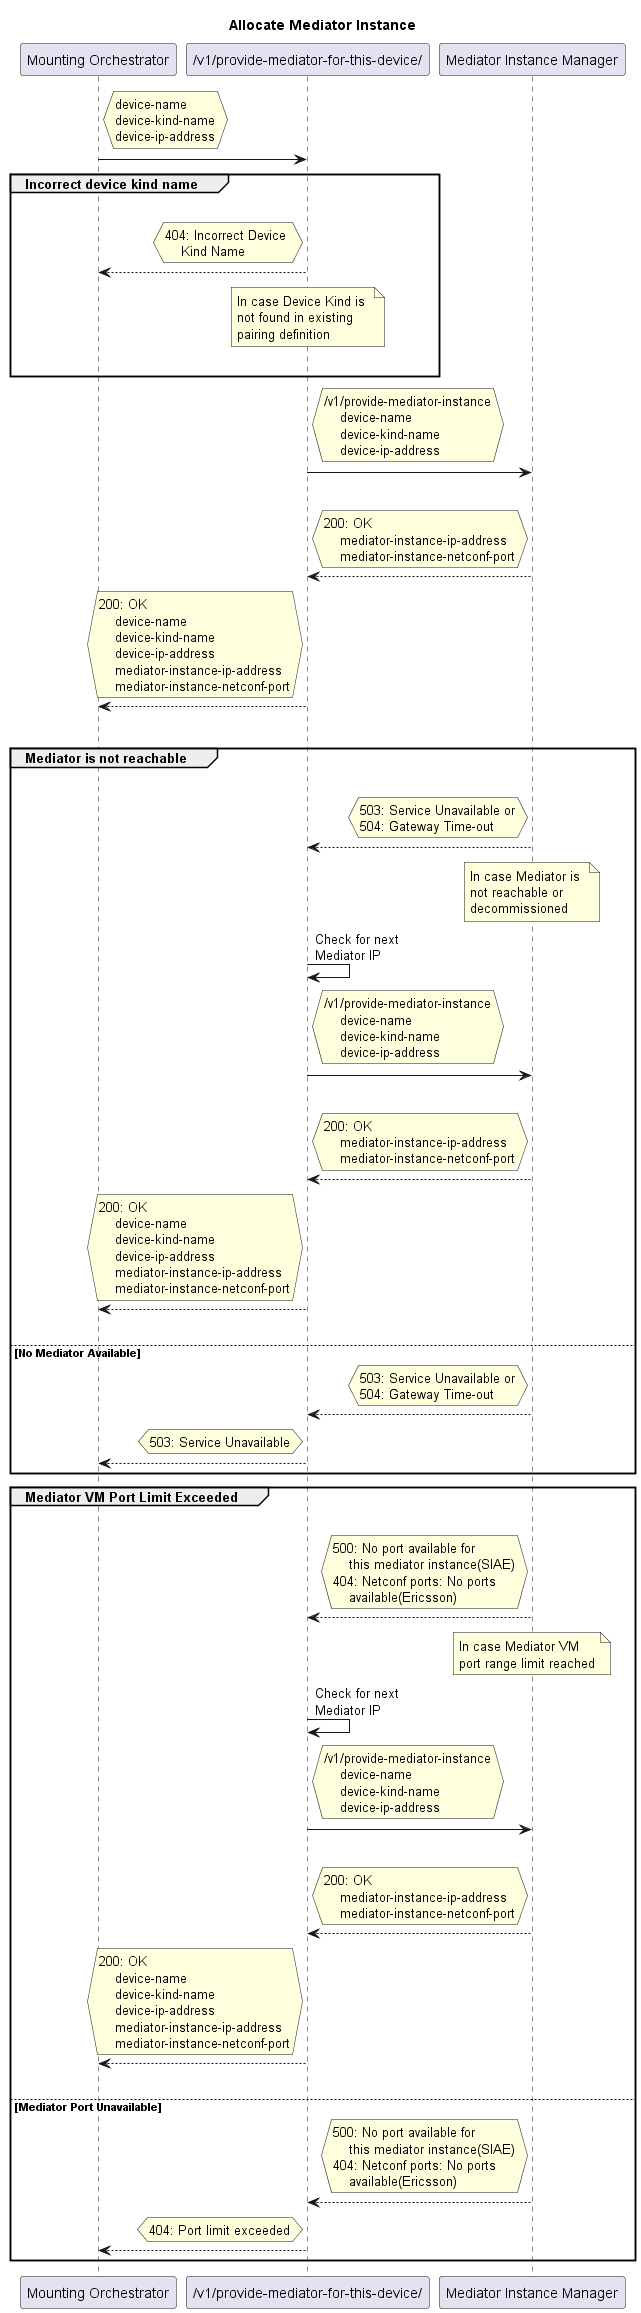 Allocate Mediator Instance
Mounting Orchestrator
/v1/provide-mediator-for-this-device/
Mediator Instance Manager
device-name
device-kind-name
device-ip-address
Incorrect device kind name
404: Incorrect Device
Kind Name
In case Device Kind is
not found in existing
pairing definition
/v1/provide-mediator-instance
device-name
device-kind-name
device-ip-address
200: OK
mediator-instance-ip-address
mediator-instance-netconf-port
200: OK
device-name
device-kind-name
device-ip-address
mediator-instance-ip-address
mediator-instance-netconf-port
Mediator is not reachable
503: Service Unavailable or
504: Gateway Time-out
In case Mediator is
not reachable or
decommissioned
Check for next
Mediator IP
/v1/provide-mediator-instance
device-name
device-kind-name
device-ip-address
200: OK
mediator-instance-ip-address
mediator-instance-netconf-port
200: OK
device-name
device-kind-name
device-ip-address
mediator-instance-ip-address
mediator-instance-netconf-port
[No Mediator Available]
503: Service Unavailable or
504: Gateway Time-out
503: Service Unavailable
Mediator VM Port Limit Exceeded
500: No port available for
this mediator instance(SIAE)
404: Netconf ports: No ports
available(Ericsson)
In case Mediator VM
port range limit reached
Check for next
Mediator IP
/v1/provide-mediator-instance
device-name
device-kind-name
device-ip-address
200: OK
mediator-instance-ip-address
mediator-instance-netconf-port
200: OK
device-name
device-kind-name
device-ip-address
mediator-instance-ip-address
mediator-instance-netconf-port
[Mediator Port Unavailable]
500: No port available for
this mediator instance(SIAE)
404: Netconf ports: No ports
available(Ericsson)
404: Port limit exceeded
Mounting Orchestrator
/v1/provide-mediator-for-this-device/
Mediator Instance Manager